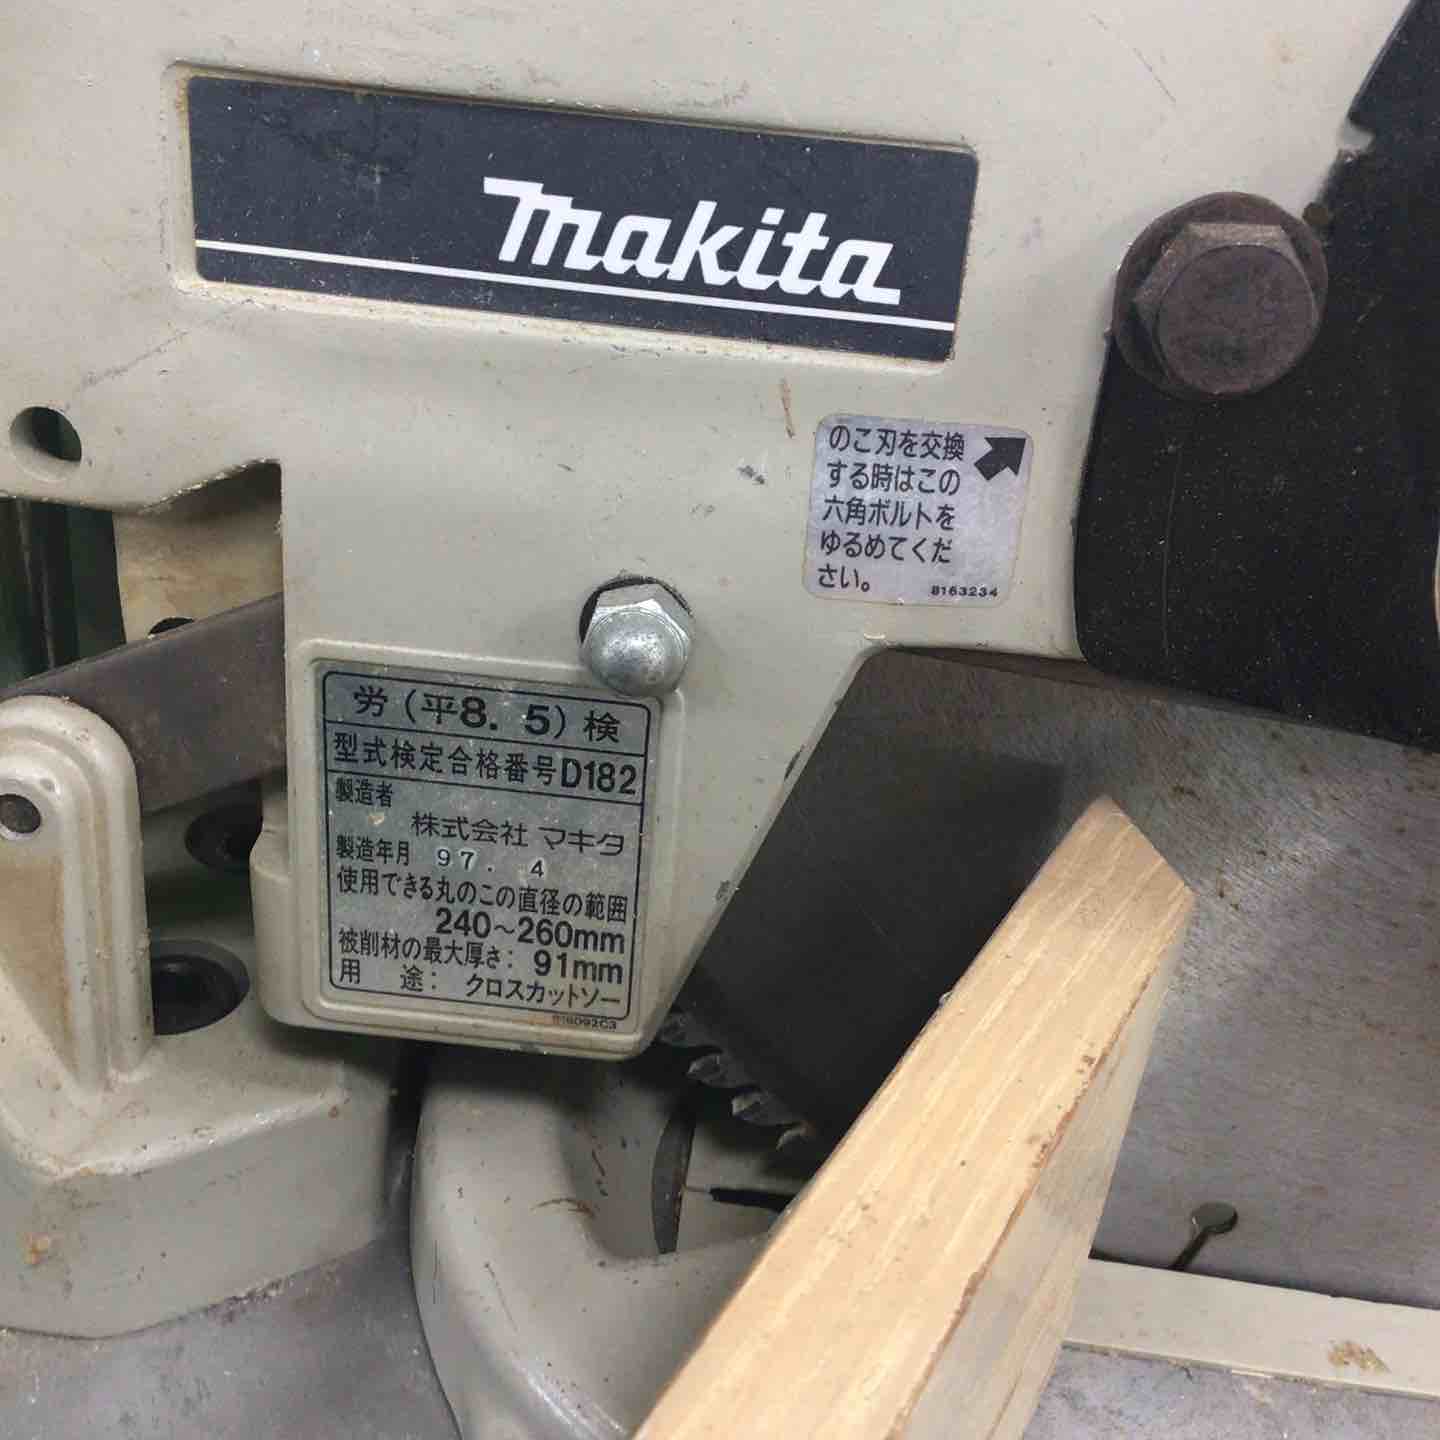 makita
のこ刃を交換
する時はこの
六角ボルトを
ゆるめてくだ
さい。
8163234
労(平8.5)検
型式検定合格番号D182
製造者
株式会社 マキタ
製造年月 97. 4
使用できる丸のこの直径の範囲
240～260mm
被削材の最大厚さ: 91mm
用 途: クロスカットソー